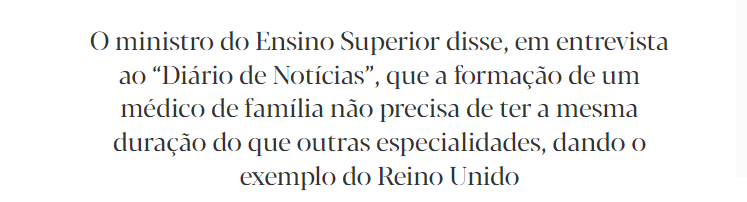 O ministro do Ensino Superior disse, em entrevista
ao “Diário de Notícias”, que a formação de um
médico de família não precisa de ter a mesma
duração do que outras especialidades, dando o
exemplo do Reino Unido